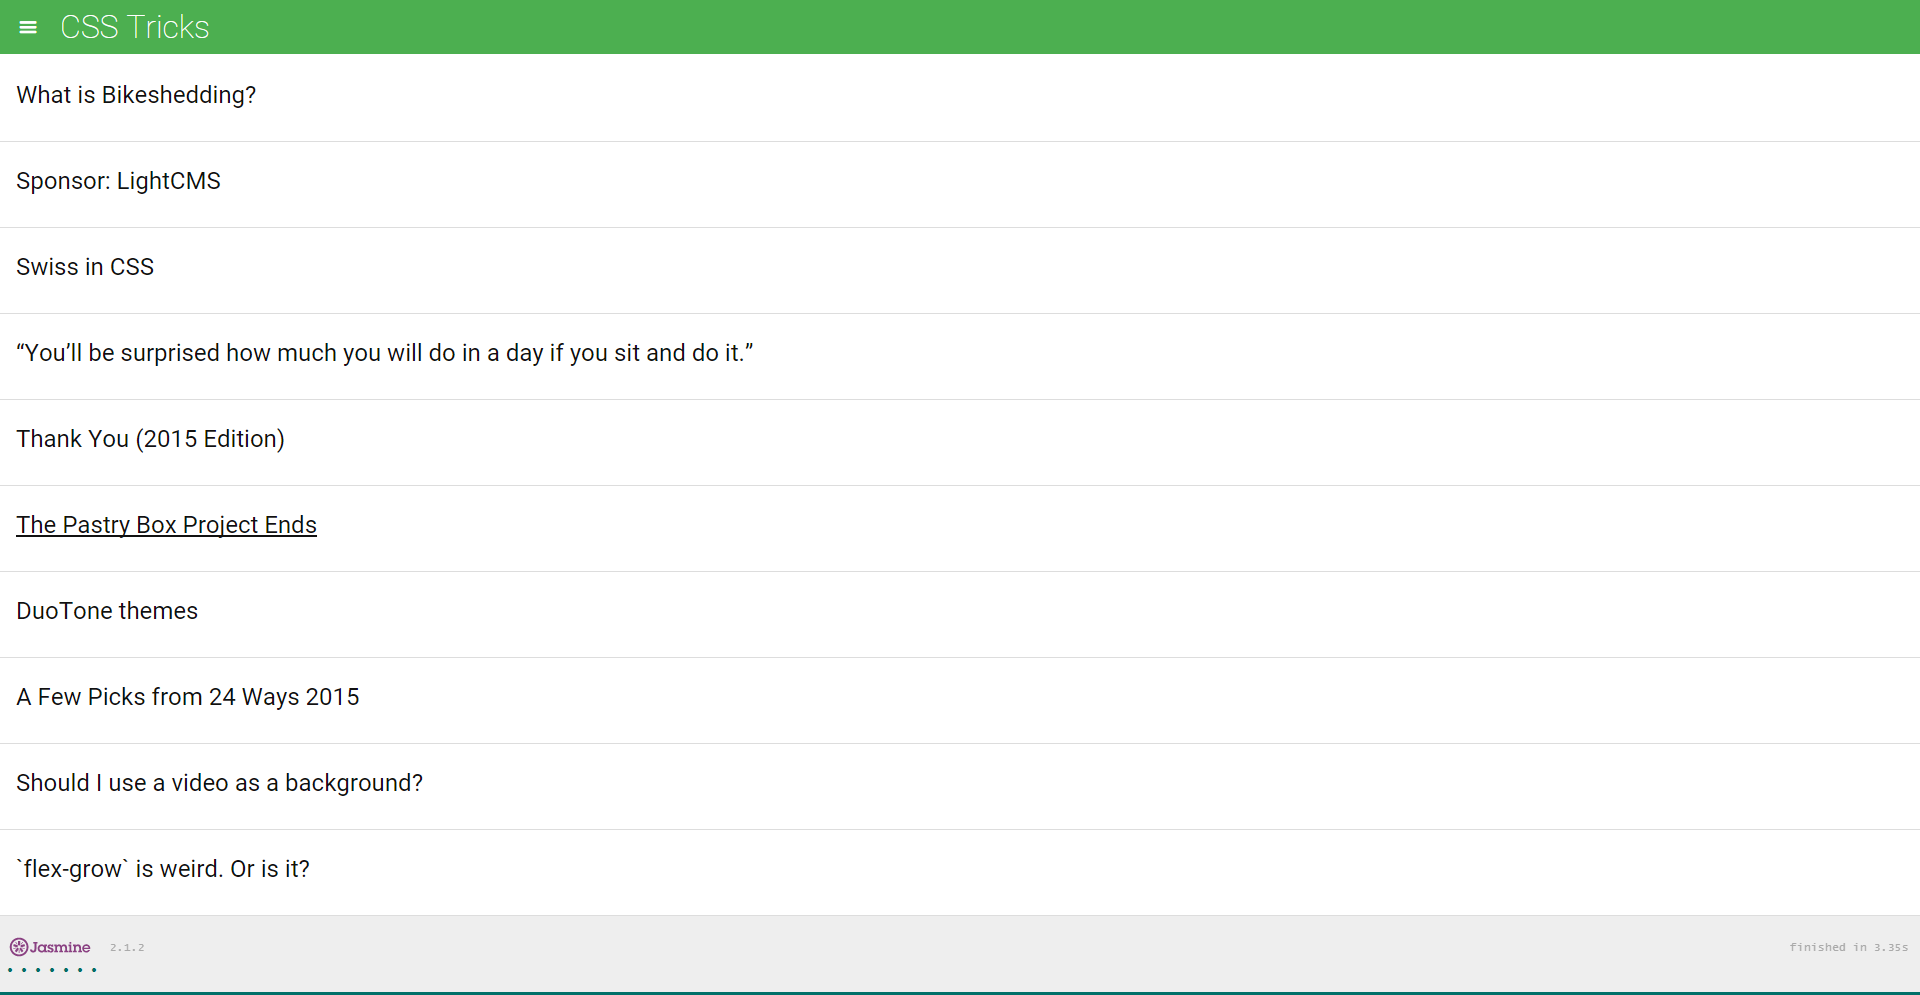 CSS Tricks
What is Bikeshedding?
Sponsor: LightCMS
Swiss in CSS
“You’ll be surprised how much you will do in a day if you sit and do it.”
Thank You (2015 Edition)
The Pastry Box Project Ends
DuoTone themes
A Few Picks from 24 Ways 2015
Should I use a video as a background?
`flex-grow` is weird. Or is it?
Jasmine 2.1.2 finished in 3.35s